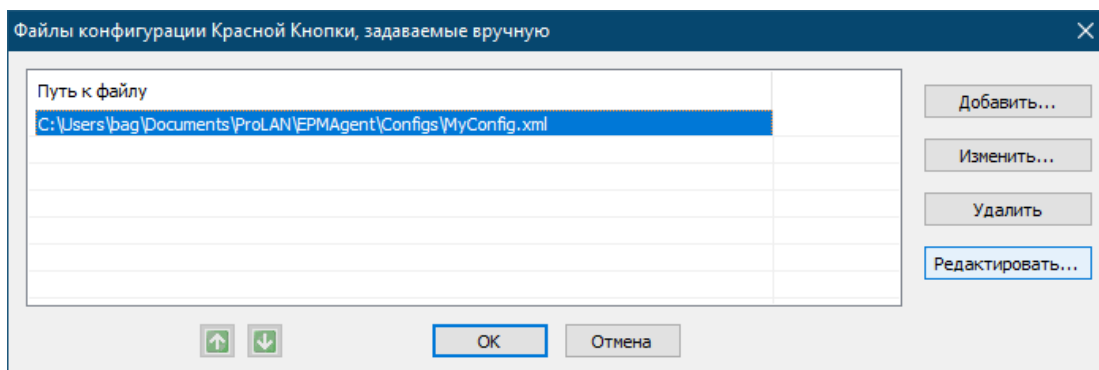 Файлы конфигурации Красной Кнопки, задаваемые вручную
Путь к файлу
C:\Users\bag\Documents\ProLAN\EPMAgent\Configs\MyConfig.xml
Добавить...
Изменить...
Удалить
Редактировать...
ОК
Отмена